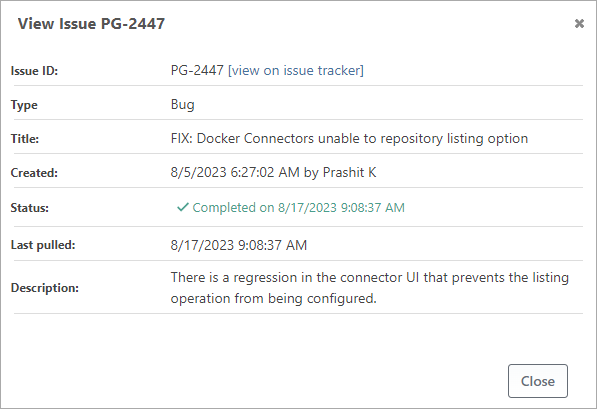 View Issue PG-2447
Issue ID: PG-2447 [view on issue tracker]
Type Bug
Title: FIX: Docker Connectors unable to repository listing option
Created: 8/5/2023 6:27:02 AM by Prashit K
Status: Completed on 8/17/2023 9:08:37 AM
Last pulled: 8/17/2023 9:08:37 AM
Description: There is a regression in the connector UI that prevents the listing
operation from being configured.
Close